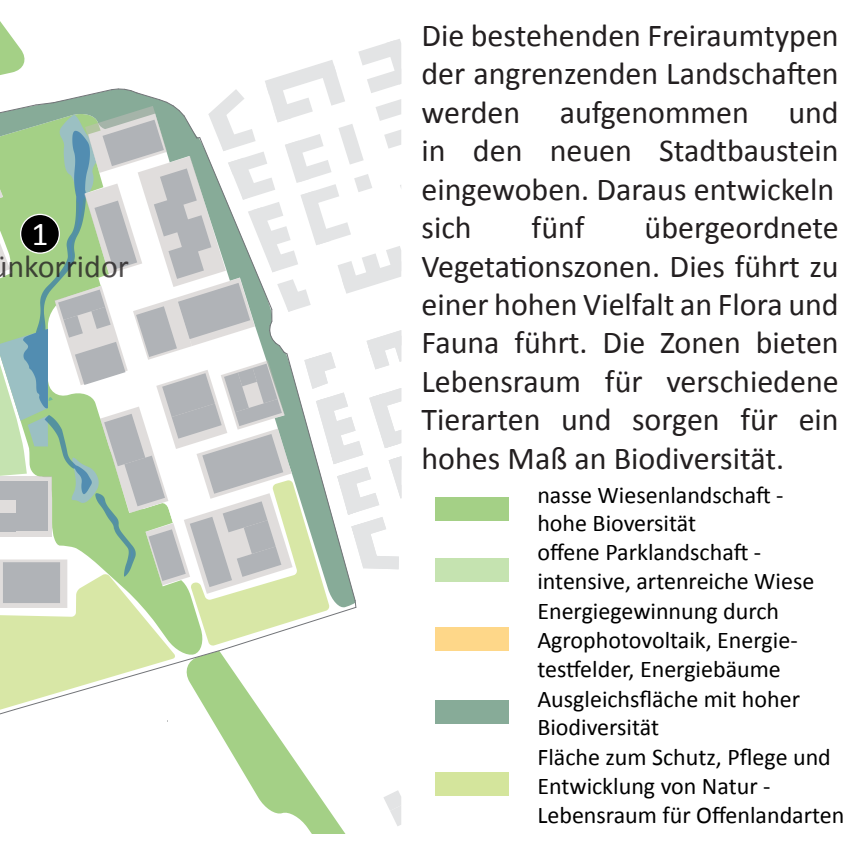 1
ünkorridor
Die bestehenden Freiraumtypen
der angrenzenden Landschaften
werden aufgenommen und
in den neuen Stadtbaustein
eingewoben. Daraus entwickeln
sich fünf übergeordnete
Vegetationszonen. Dies führt zu
einer hohen Vielfalt an Flora und
Fauna führt. Die Zonen bieten
Lebensraum für verschiedene
Tierarten und sorgen für ein
hohes Maß an Biodiversität.
nasse Wiesenlandschaft -
hohe Bioversität
offene Parklandschaft -
intensive, artenreiche Wiese
Energiegewinnung durch
Agrophotovoltaik, Energie-
testfelder, Energiebäume
Ausgleichsfläche mit hoher
Biodiversität
Fläche zum Schutz, Pflege und
Entwicklung von Natur -
Lebensraum für Offenlandarten